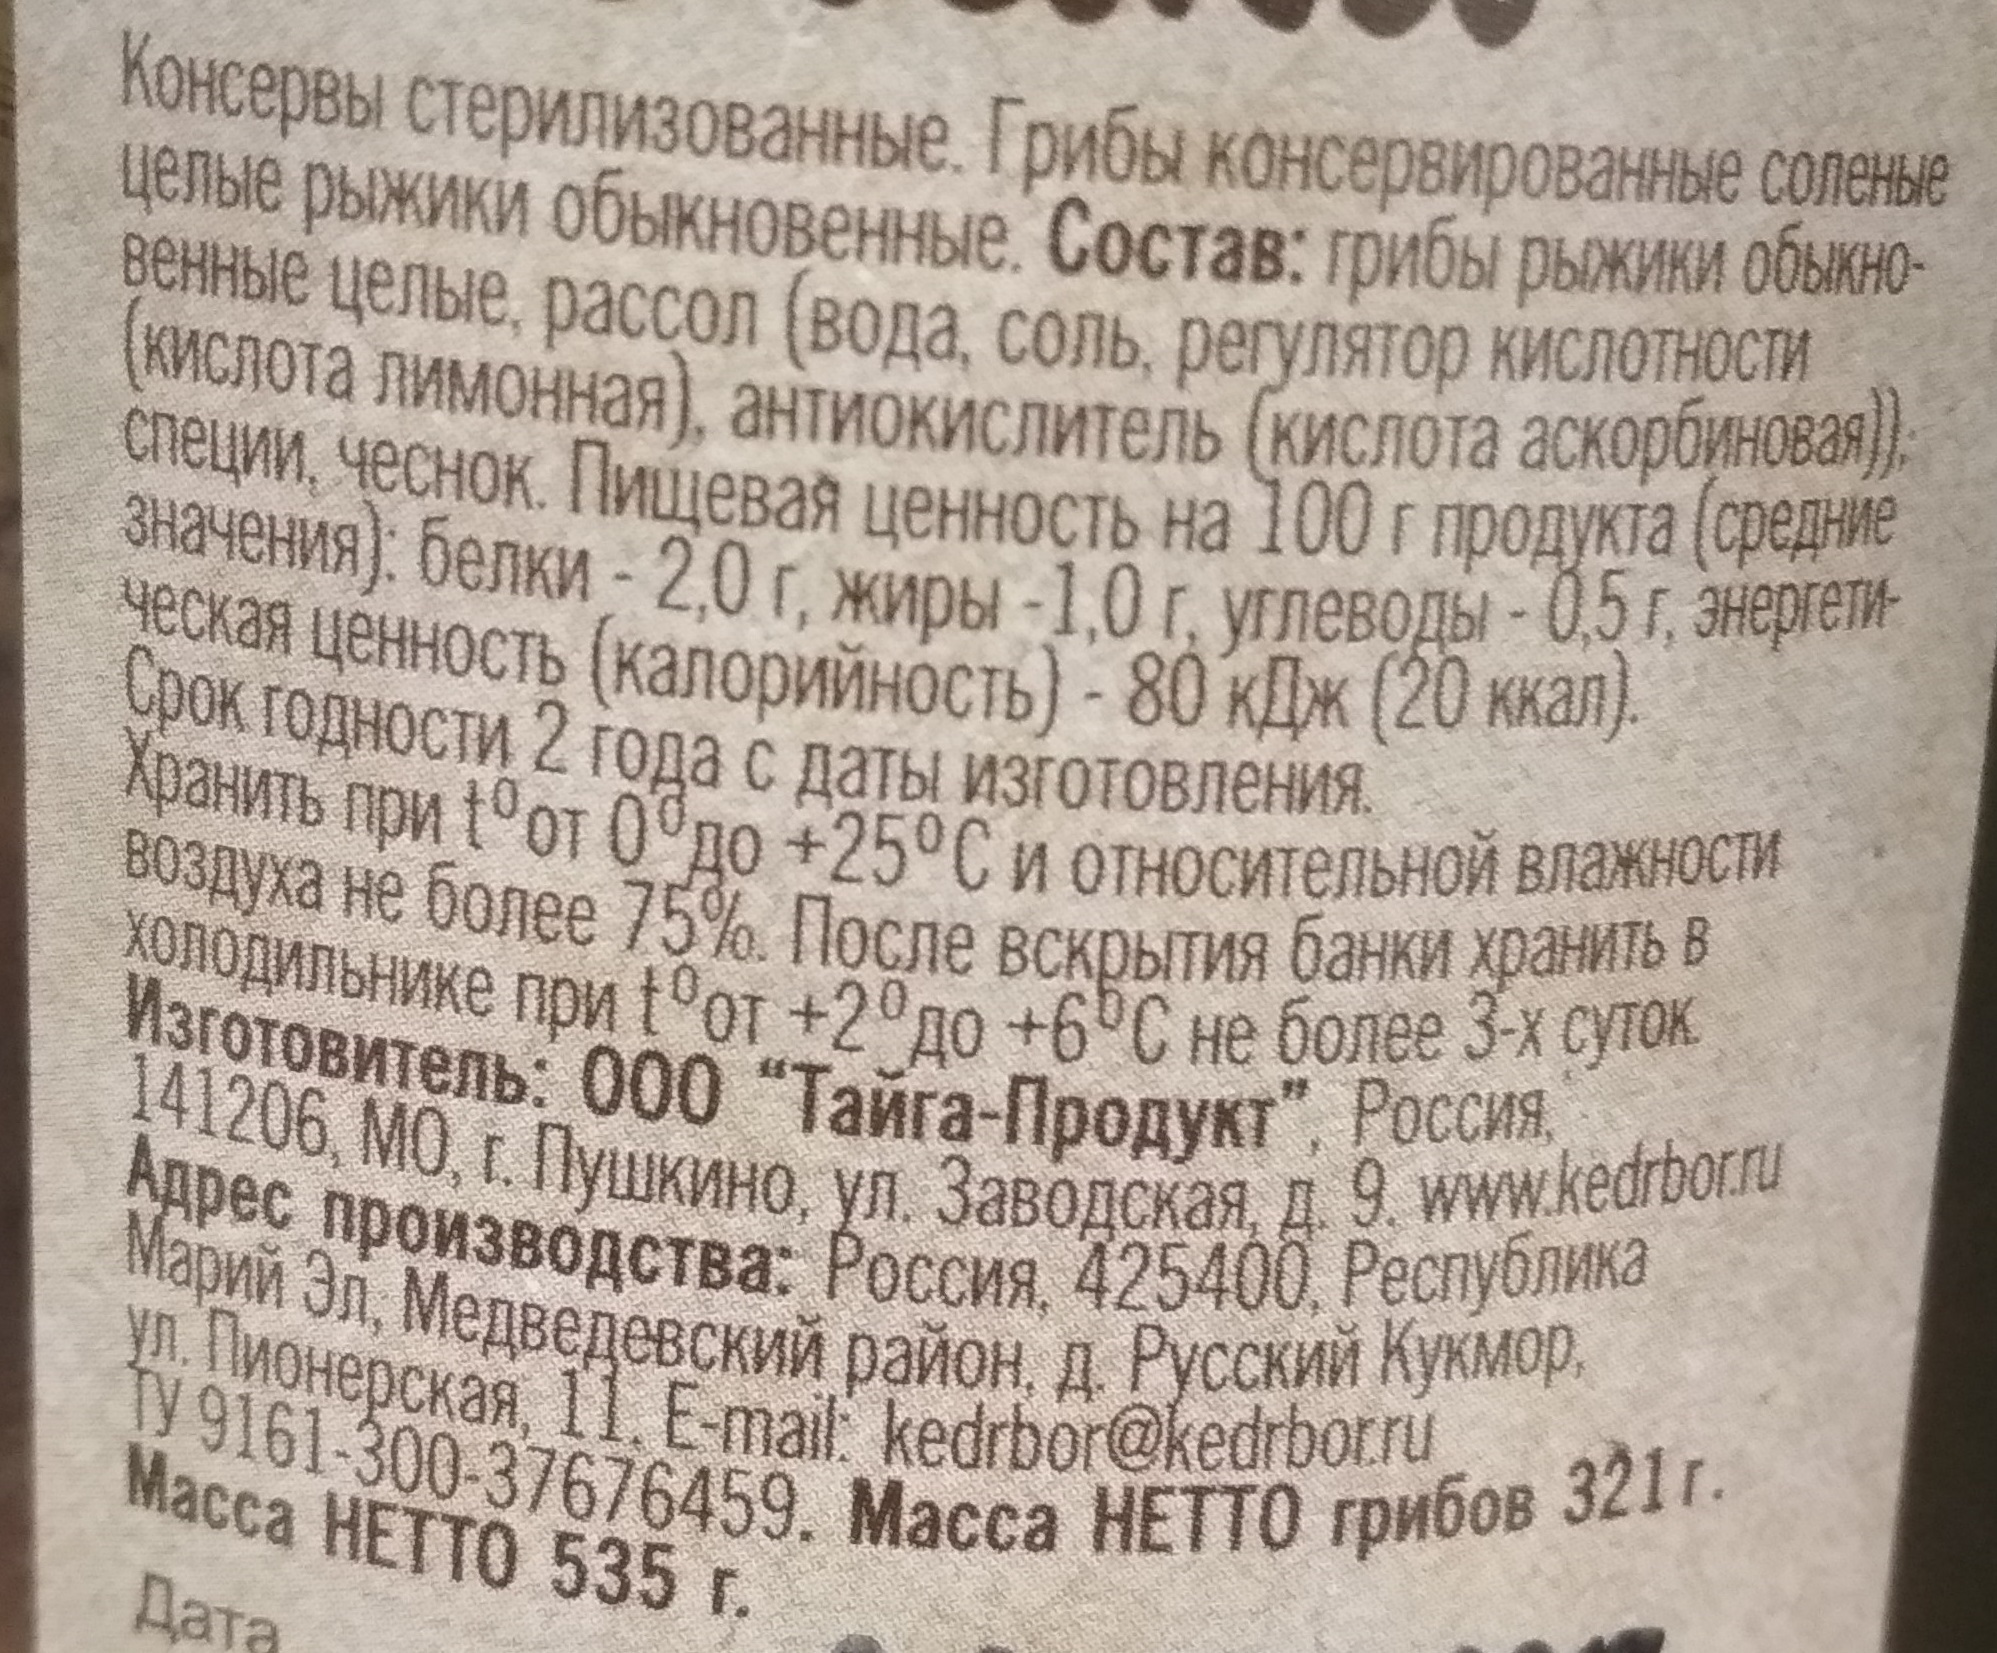 Консервы стерилизованные. Грибы консервированные соленые
целые рыжики обыкновенные. Состав: грибы рыжики обыкно-
венные целые, рассол (вода, соль, регулятор кислотности
(кислота лимонная), антиокислитель (кислота аскорбиновая)),
специи, чеснок. Пищевая ценность на 100 г продукта (средние
значения): белки - 2,0 г, жиры -1,0 г, углеводы - 0,5 г, энергети-
ческая ценность (калорийность) - 80 кДж (20 ккал).
Срок годности 2 года с даты изготовления.
Хранить при t° от 0° до +25°С и относительной влажности
воздуха не более 75%. После вскрытия банки хранить в
холодильнике при t° от +2° до +6°С не более 3-х суток.
Изготовитель: ООО "Тайга-Продукт", Россия,
141206, МО, г. Пушкино, ул. Заводская, д. 9. www.kedrbor.ru
Адрес производства: Россия, 425400, Республика
Марий Эл, Медведевский район, д. Русский Кукмор,
ул. Пионерская, 11. E-mail: kedrbor@kedrbor.ru
ТУ 9161-300-37676459. Масса НЕТТО грибов 321 г.
Масса НЕТТО 535 г.
Дата